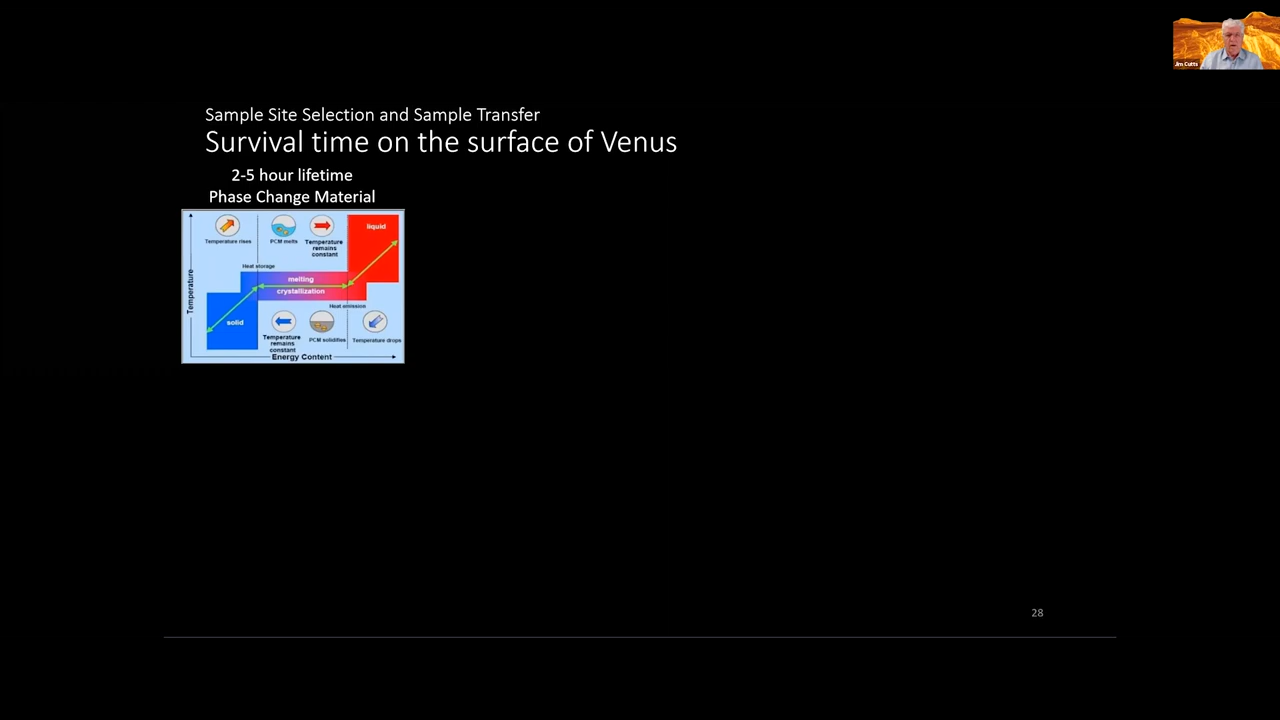 Jim Cutts
Sample Site Selection and Sample Transfer
Survival time on the surface of Venus
2-5 hour lifetime
Phase Change Material
Temperature rises
PCM melts
Temperature
remains
constant
liquid
Heat storage
melting
crystallization
Heat emission
Temperature
solid
Temperature
remains
constant
PCM solidifies
Temperature drops
Energy Content
28